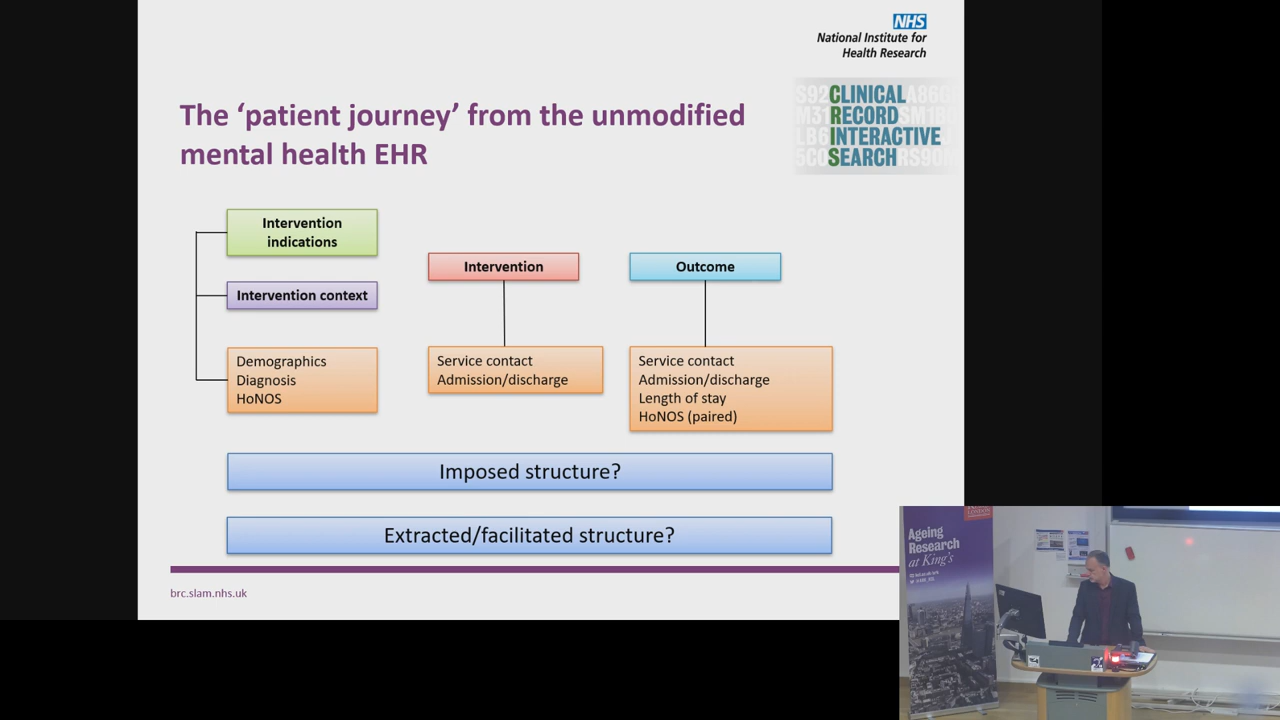 NHS
National Institute for
Health Research
CLINICAL
RECORD
INTERACTIVE
SEARCH
The ‘patient journey’ from the unmodified
mental health EHR
Intervention
indications
Intervention context
Demographics
Diagnosis
HoNOS
Intervention
Service contact
Admission/discharge
Outcome
Service contact
Admission/discharge
Length of stay
HoNOS (paired)
Imposed structure?
Extracted/facilitated structure?
brc.slam.nhs.uk
LONDON
Ageing
Research
at King's